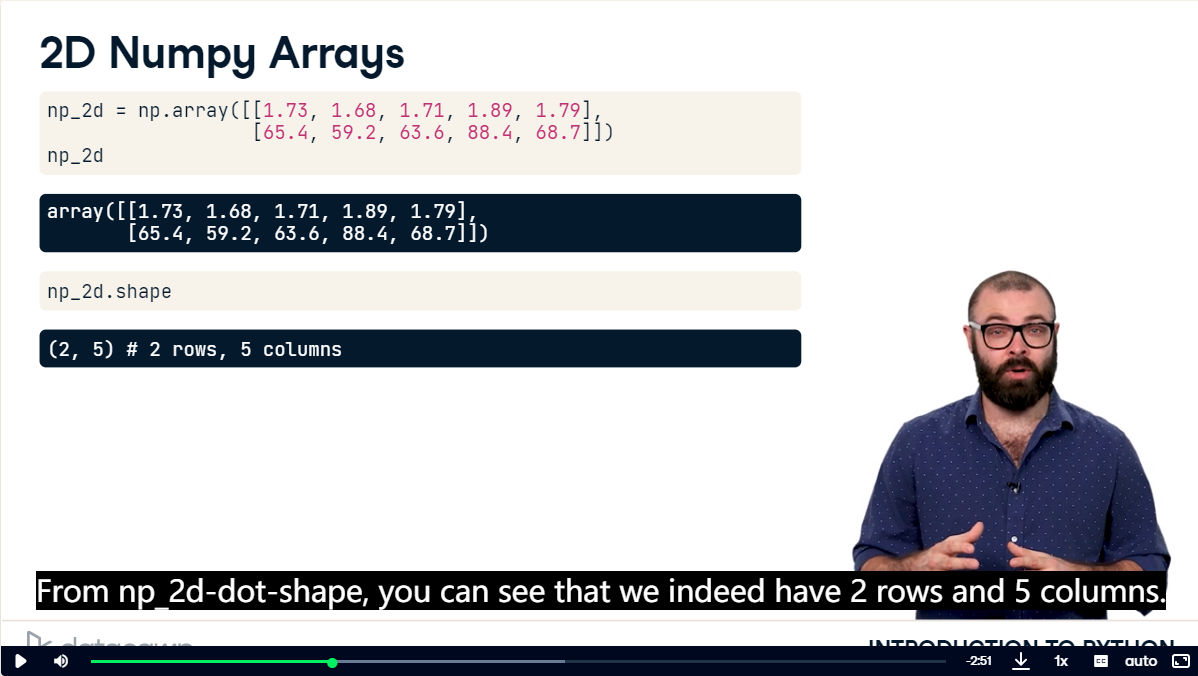 2D Numpy Arrays
np_2d = np.array([[1.73, 1.68, 1.71, 1.89, 1.79],
[65.4, 59.2, 63.6, 88.4, 68.7]])
np_2d
array([[1.73, 1.68, 1.71, 1.89, 1.79],
[65.4, 59.2, 63.6, 88.4, 68.7]])
np_2d.shape
(2, 5) # 2 rows, 5 columns
From np_2d-dot-shape, you can see that we indeed have 2 rows and 5 columns.
datacamp
INTRODUCTION TO PYTHON
-2:51
1x
CC
auto